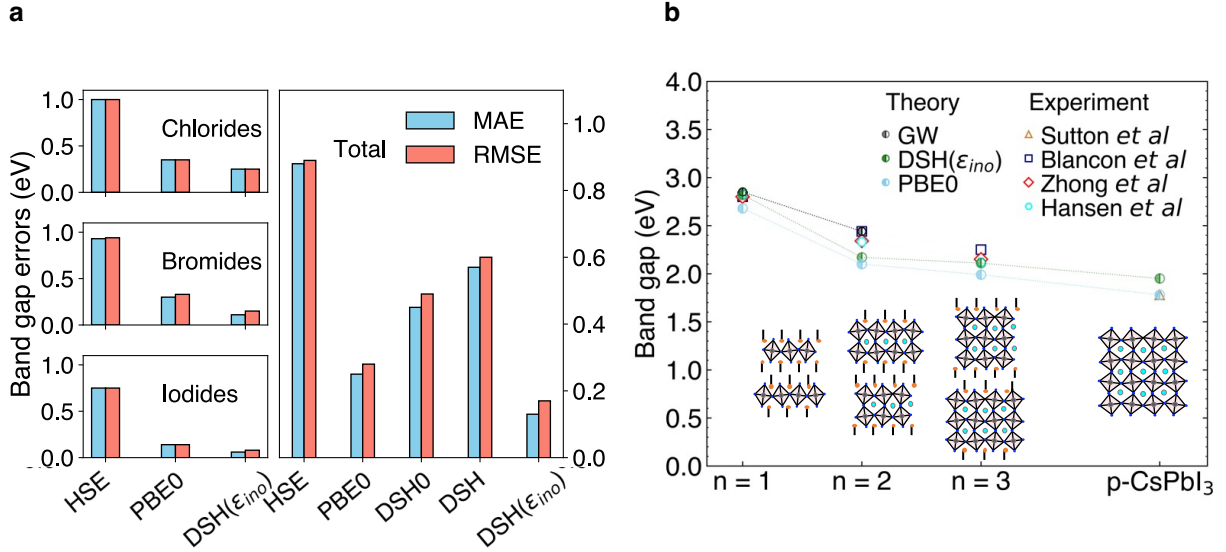 a
Band gap errors (eV)
1.0
0.5
0.0
Chlorides
1.0
0.5
0.0
Bromides
1.0
0.5
0.0
Iodides
HSE
PBE0
DSH(ε_ino)
Total
MAE
RMSE
1.0
0.8
0.6
0.4
0.2
0.0
HSE
PBE0
DSH0
DSH
DSH(ε_ino)
b
Band gap (eV)
4.0
3.5
3.0
2.5
2.0
1.5
1.0
0.5
0.0
Theory
GW
DSH(ε_ino)
PBE0
Experiment
Sutton et al
Blancon et al
Zhong et al
Hansen et al
n = 1
n = 2
n = 3
p-CsPbI₃